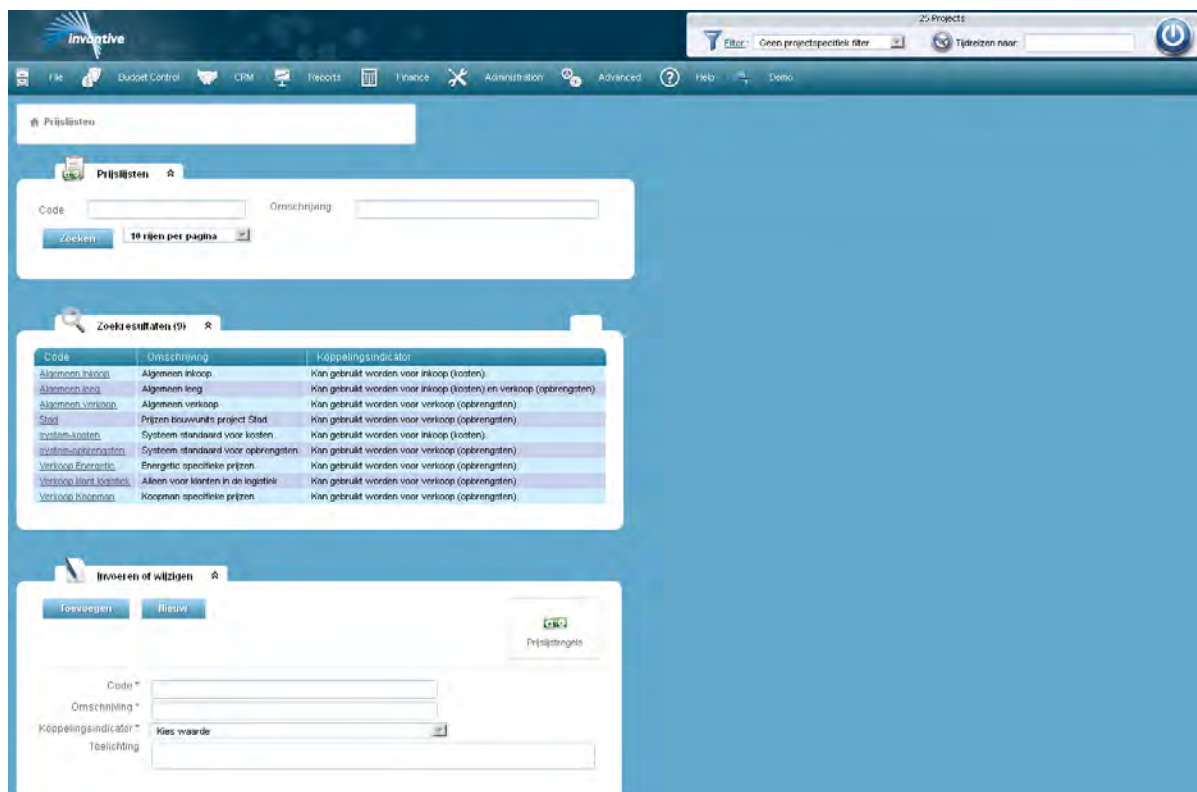 invantive
25 Projects
Filter: Geen projectspecifiek filter
Tijdreizen naar:
File Budget Control CRM Reports Finance Administration Advanced Help Demo
Prijslijsten
Prijslijsten
Code Omschrijving
Zoeken 10 rijen per pagina
Zoekresultaten (9)
Code Omschrijving Koppelingsindicator
Algemeen inkoop Algemeen inkoop Kan gebruikt worden voor inkoop (kosten).
Algemeen leeg Algemeen leeg Kan gebruikt worden voor inkoop (kosten) en verkoop (opbrengsten)
Algemeen verkoop Algemeen verkoop Kan gebruikt worden voor verkoop (opbrengsten)
Stad Prijzen bouwunits project Stad Kan gebruikt worden voor verkoop (opbrengsten)
system-kosten Systeem standaard voor kosten. Kan gebruikt worden voor inkoop (kosten).
system-opbrengsten Systeem standaard voor opbrengsten. Kan gebruikt worden voor verkoop (opbrengsten)
Verkoop Energetic Energetic specifieke prijzen Kan gebruikt worden voor verkoop (opbrengsten)
Verkoop klant logistiek Alleen voor klanten in de logistiek Kan gebruikt worden voor verkoop (opbrengsten)
Verkoop Koopman Koopman specifieke prijzen Kan gebruikt worden voor verkoop (opbrengsten)
Invoeren of wijzigen
Toevoegen Nieuw
Prijslijstregels
Code *
Omschrijving *
Koppelingsindicator * Kies waarde
Toelichting